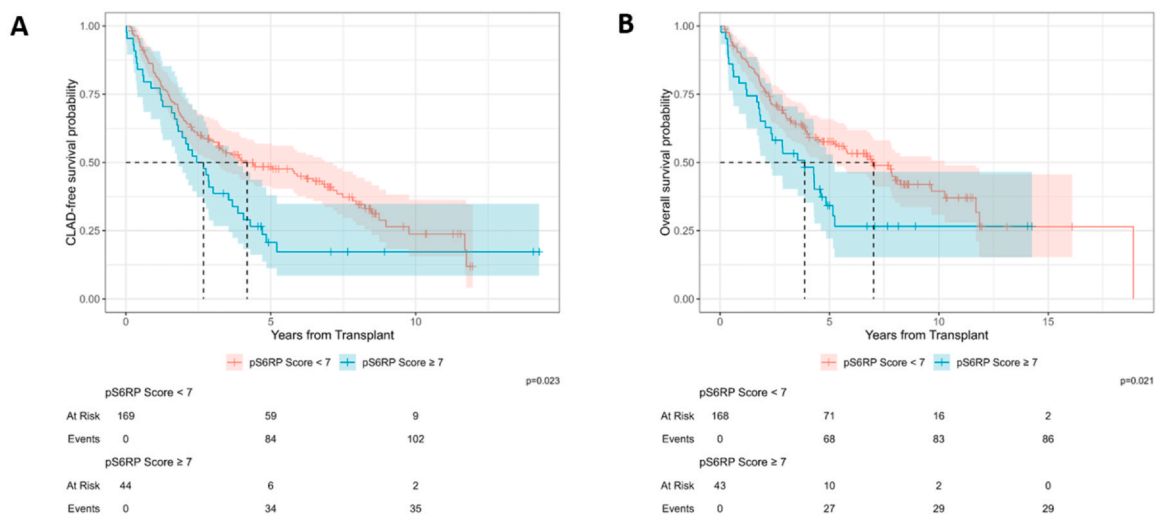 A
CLAD-free survival probability
1.00
0.75
0.50
0.25
0.00
0 5 10
Years from Transplant
pS6RP Score < 7 pS6RP Score ≥ 7
p=0.023
pS6RP Score < 7
At Risk 169 59 9
Events 0 84 102
pS6RP Score ≥ 7
At Risk 44 6 2
Events 0 34 35
B
Overall survival probability
1.00
0.75
0.50
0.25
0.00
0 5 10 15
Years from Transplant
pS6RP Score < 7 pS6RP Score ≥ 7
p=0.021
pS6RP Score < 7
At Risk 168 71 16 2
Events 0 68 83 86
pS6RP Score ≥ 7
At Risk 43 10 2 0
Events 0 27 29 29